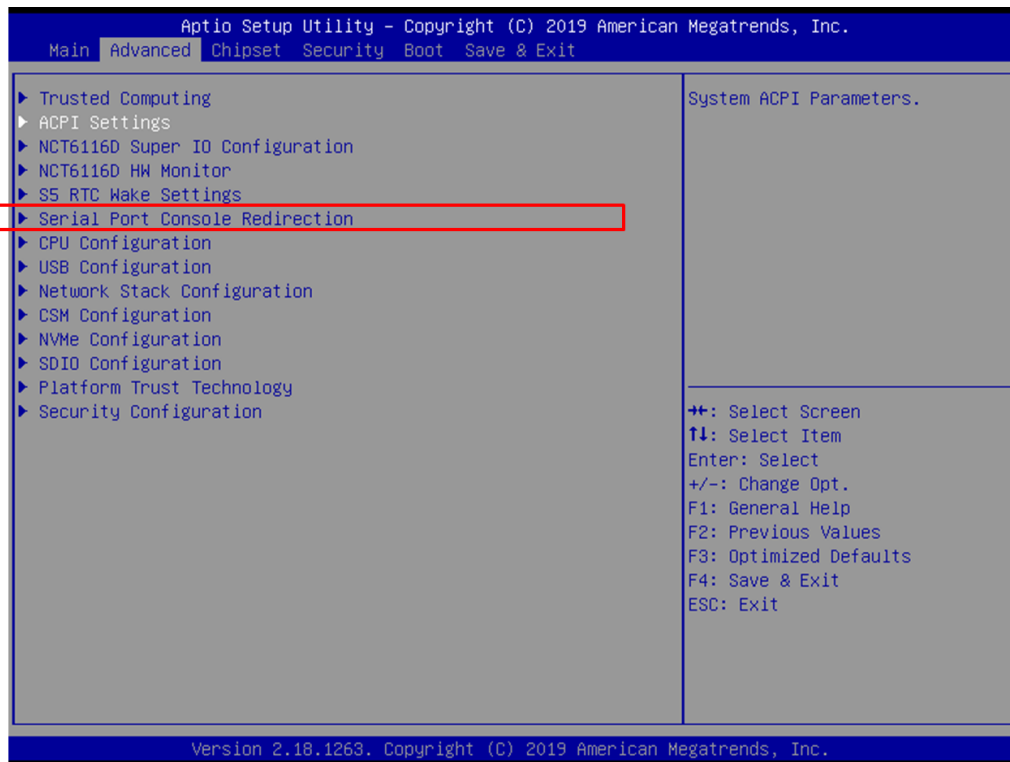 Aptio Setup Utility – Copyright (C) 2019 American Megatrends, Inc.
Main Advanced Chipset Security Boot Save & Exit
▶ Trusted Computing
▶ ACPI Settings
▶ NCT6116D Super IO Configuration
▶ NCT6116D HW Monitor
▶ S5 RTC Wake Settings
▶ Serial Port Console Redirection
▶ CPU Configuration
▶ USB Configuration
▶ Network Stack Configuration
▶ CSM Configuration
▶ NVMe Configuration
▶ SDIO Configuration
▶ Platform Trust Technology
▶ Security Configuration
System ACPI Parameters.
→←: Select Screen
↑↓: Select Item
Enter: Select
+/-: Change Opt.
F1: General Help
F2: Previous Values
F3: Optimized Defaults
F4: Save & Exit
ESC: Exit
Version 2.18.1263. Copyright (C) 2019 American Megatrends, Inc.